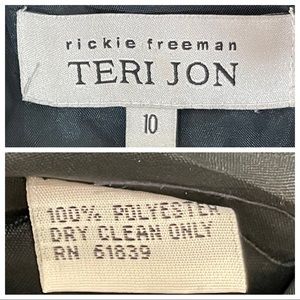 rickie freeman
TERI JON
10
100% POLYESTER
DRY CLEAN ONLY
RN 61839